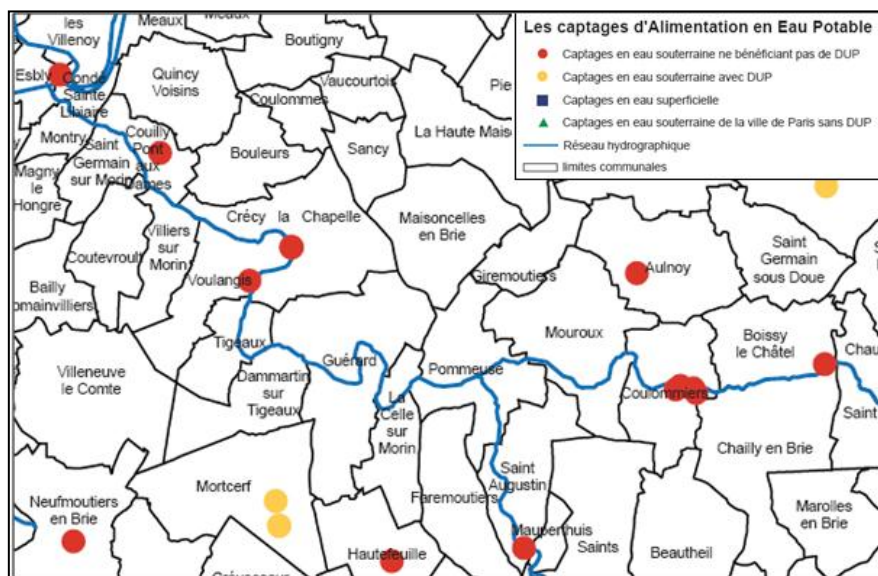 Les captages d'Alimentation en Eau Potable
Captages en eau souterraine ne bénéficiant pas de DUP
Captages en eau souterraine avec DUP
Captages en eau superficielle
Captages en eau souterraine de la ville de Paris sans DUP
Réseau hydrographique
limites communales
les
Villenoy
Meaux
Boutigny
Esbly
Condé
Sainte
Libiaire
Quincy
Voisins
Coulommes
Vaucourtois
La Haute Mais
Montry
Saint
Germain
sur Morin
Couilly
Pont
aux
Dames
Bouleurs
Sancy
Magny
le
Hongre
Crécy la Chapelle
Maisoncelles
en Brie
Coutevroult
Villiers
sur
Morin
Voulangis
Giremoutiers
Aulnoy
Saint
Germain
sous Doue
Bailly
omainvilliers
Tigeaux
Guérard
Pommeuse
Mouroux
Boissy
le Châtel
Chau
Villeneuve
le Comte
Dammartin
sur
Tigeaux
La
Celle
sur
Morin
Coulommiers
Saint
Chailly en Brie
Mortcerf
Faremoutiers
Saint
Augustin
Neufmoutiers
en Brie
Marolles
en Brie
Hautefeuille
Mauperthuis
Saints
Beautheil